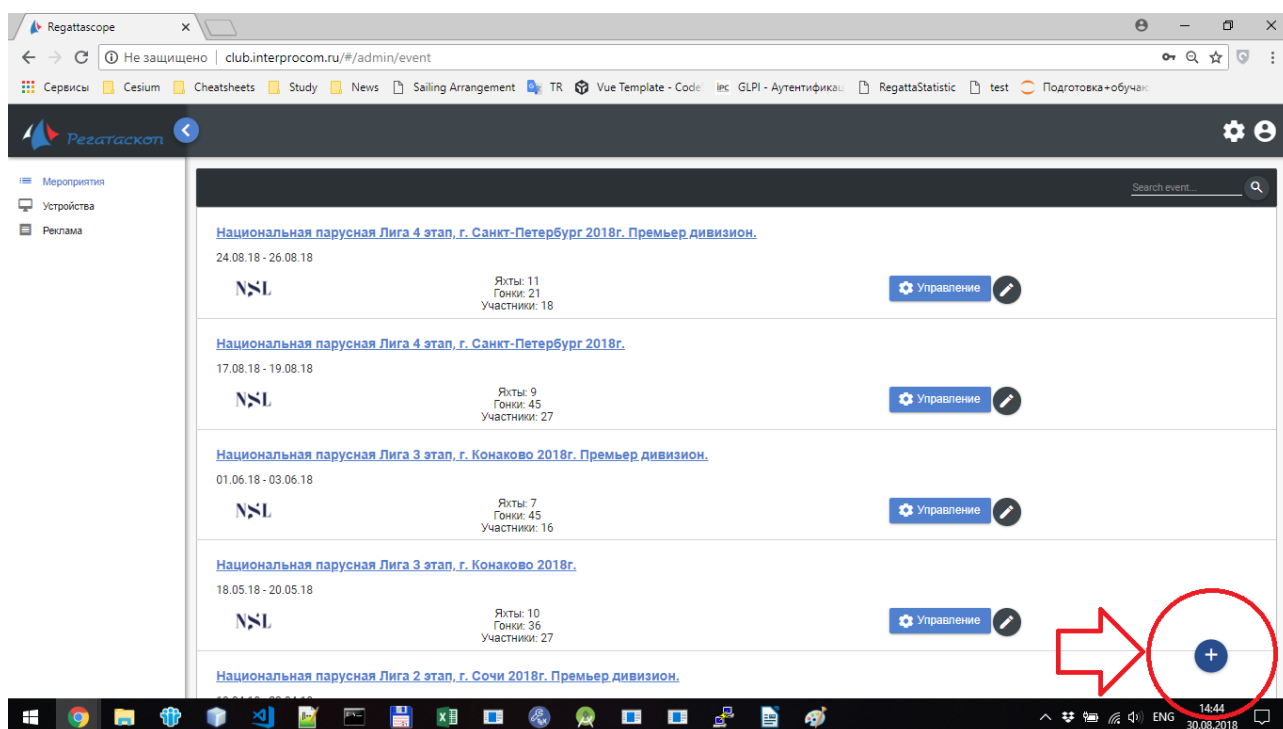 Regattascope
Не защищено club.interprocom.ru/#/admin/event
Сервисы Cesium Cheatsheets Study News Sailing Arrangement TR Vue Template - Code GLPI - Аутентификац RegattaStatistic test Подготовка+обучак
Регатаскоп
Мероприятия
Устройства
Реклама
Search event...
Национальная парусная Лига 4 этап, г. Санкт-Петербург 2018г. Премьер дивизион.
24.08.18 - 26.08.18
NSL
Яхты: 11
Гонки: 21
Участники: 18
Управление
Национальная парусная Лига 4 этап, г. Санкт-Петербург 2018г.
17.08.18 - 19.08.18
NSL
Яхты: 9
Гонки: 45
Участники: 27
Управление
Национальная парусная Лига 3 этап, г. Конаково 2018г. Премьер дивизион.
01.06.18 - 03.06.18
NSL
Яхты: 7
Гонки: 45
Участники: 16
Управление
Национальная парусная Лига 3 этап, г. Конаково 2018г.
18.05.18 - 20.05.18
NSL
Яхты: 10
Гонки: 36
Участники: 27
Управление
Национальная парусная Лига 2 этап, г. Сочи 2018г. Премьер дивизион.
ENG
14:44
30.08.2018